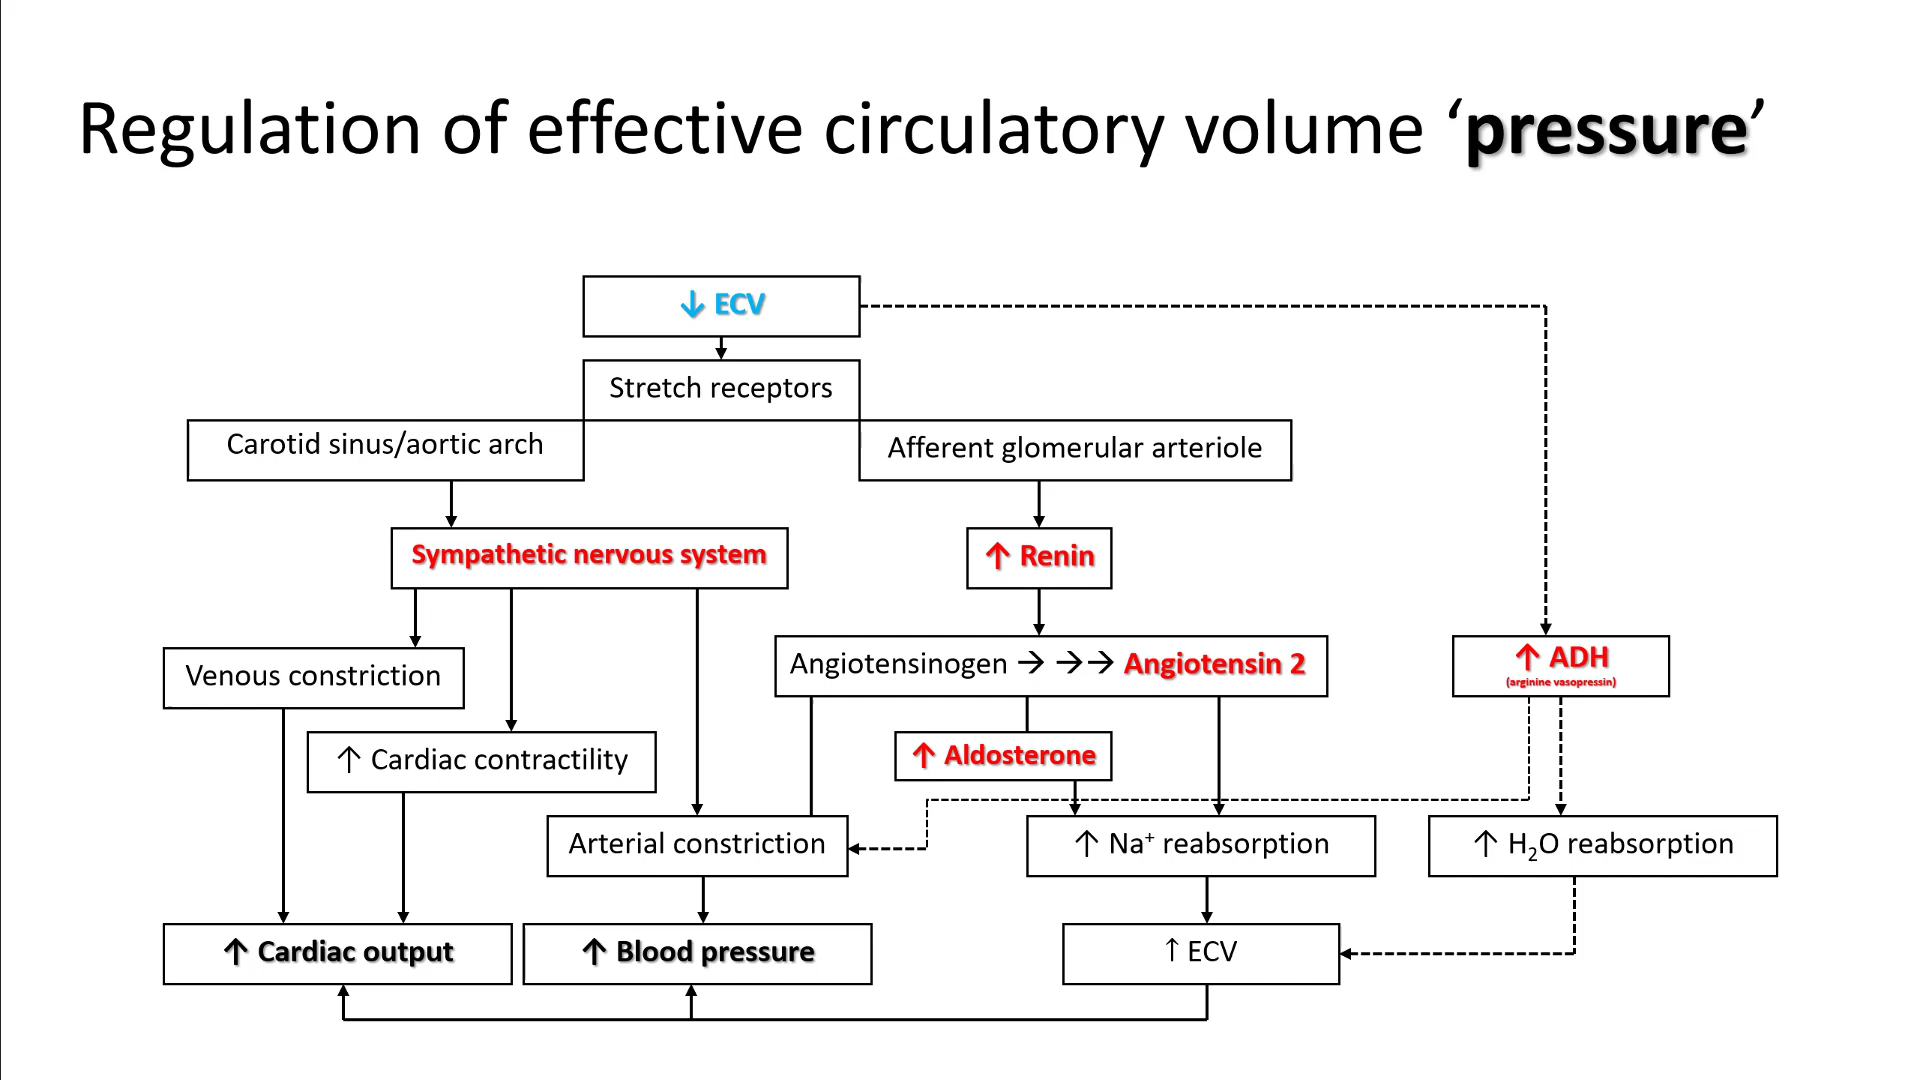 Regulation of effective circulatory volume ‘pressure’
↓ ECV
Stretch receptors
Carotid sinus/aortic arch
Afferent glomerular arteriole
Sympathetic nervous system
↑ Renin
Venous constriction
Angiotensinogen → →→ Angiotensin 2
↑ ADH
(arginine vasopressin)
↑ Cardiac contractility
↑ Aldosterone
Arterial constriction
↑ Na⁺ reabsorption
↑ H₂O reabsorption
↑ Cardiac output
↑ Blood pressure
↑ ECV